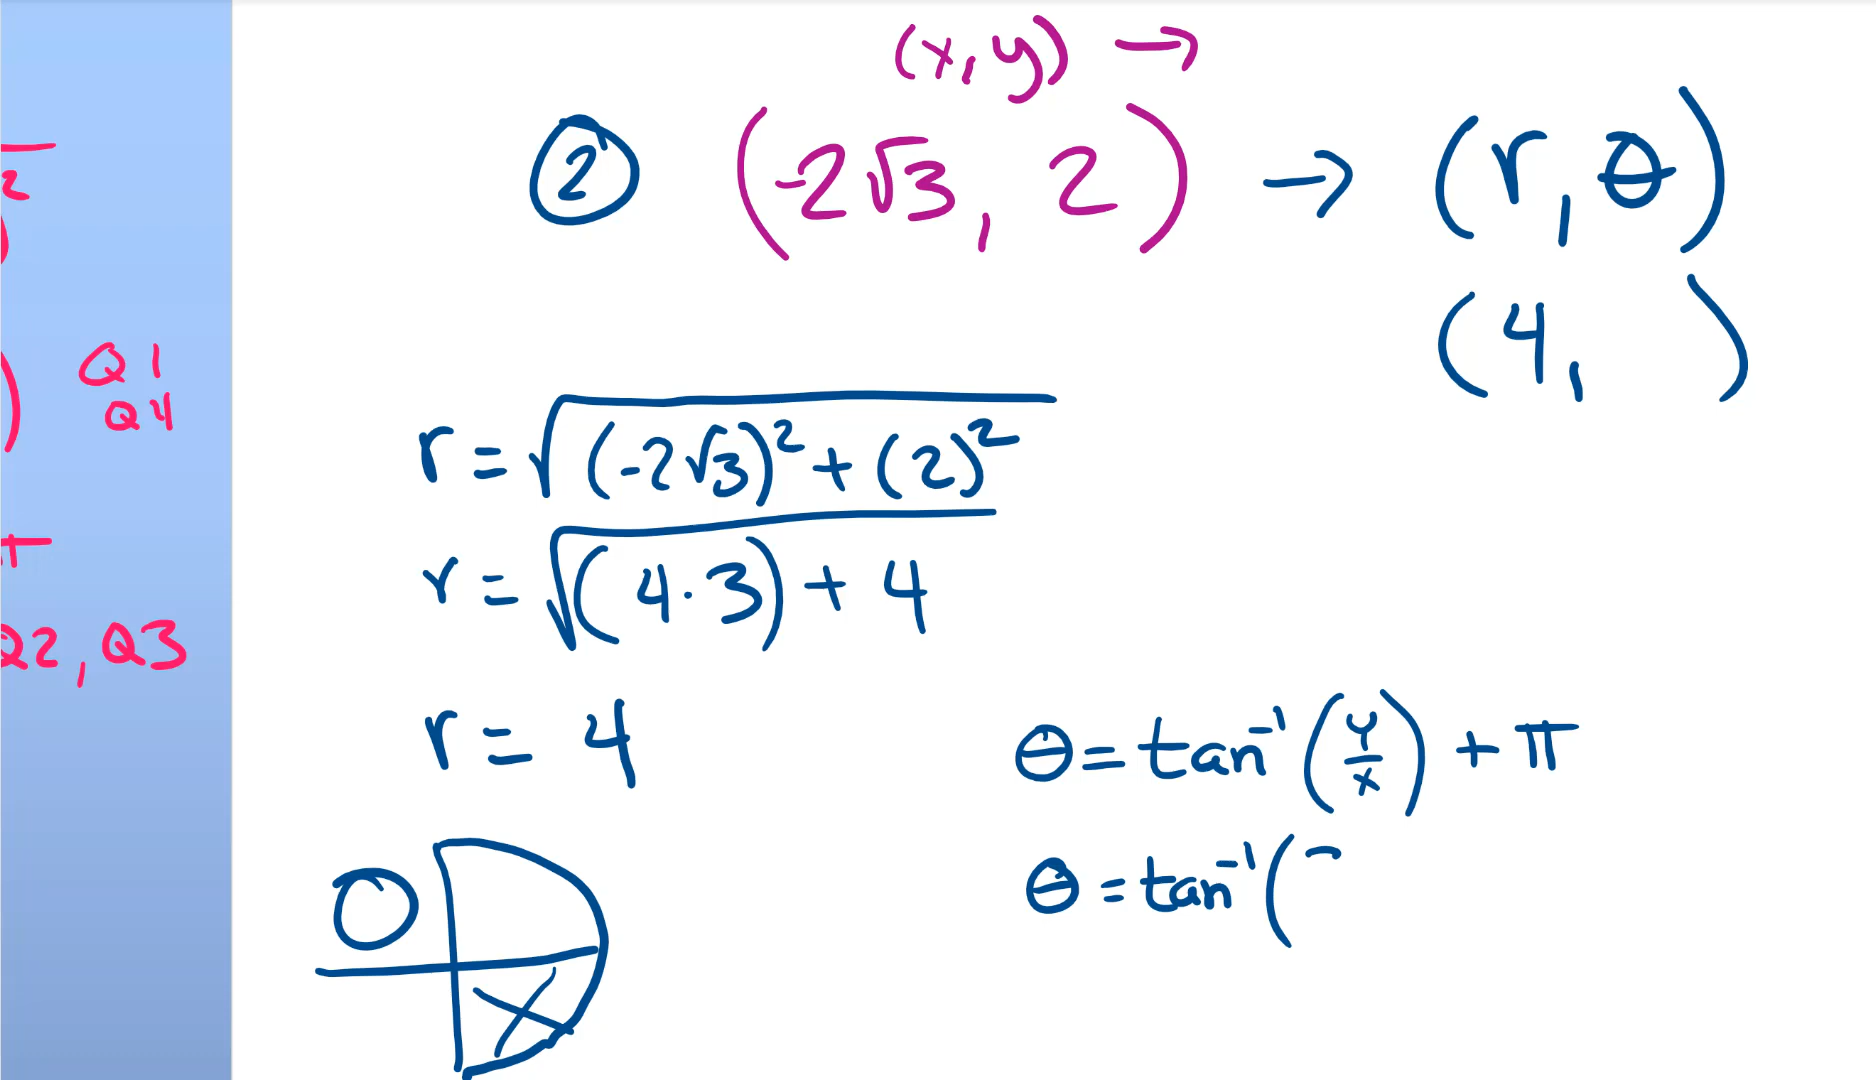 (x, y) →
② (-2√3, 2) → (r, θ)
(4, )
r = √((-2√3)² + (2)²)
r = √((4·3) + 4)
r = 4
θ = tan⁻¹(y/x) + π
θ = tan⁻¹(
2
)
Q1
Q4
)
Q2, Q3